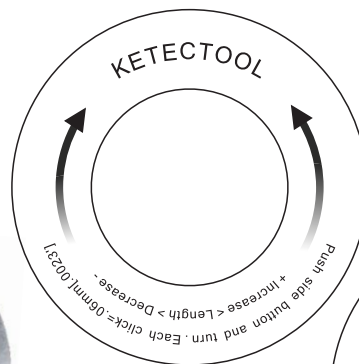 KETECTOOL
+ Increase < Length > Decrease -
Push side button and turn . Each click=.06mm[.0023']